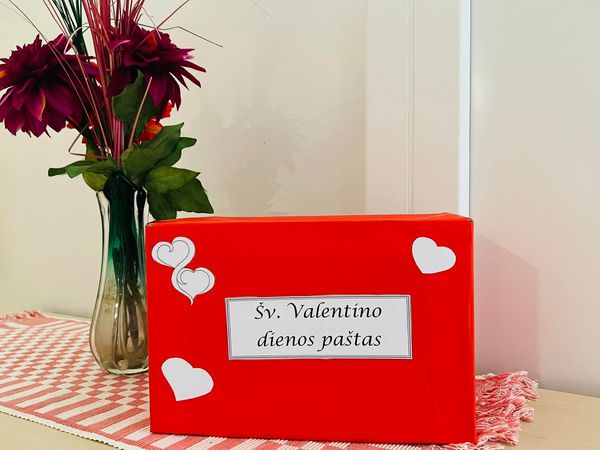 Šv. Valentino
dienos paštas